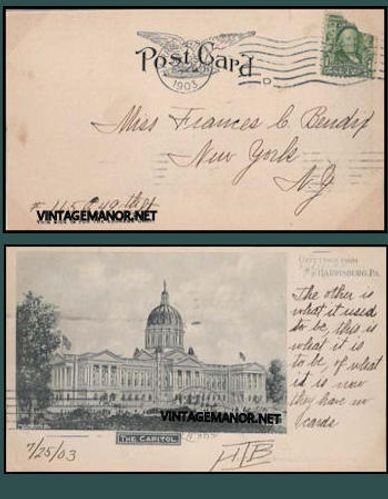 Post Card
1903
D
Miss Frances C. Bendix
New York
N.Y.
VINTAGEMANOR.NET
GREETINGS FROM
HARRISBURG, PA.
The other is
what it used
to be, this is
what it is
to be, of what
it is now
they have no
cards
VINTAGEMANOR.NET
THE CAPITOL
7/25/03
HTB